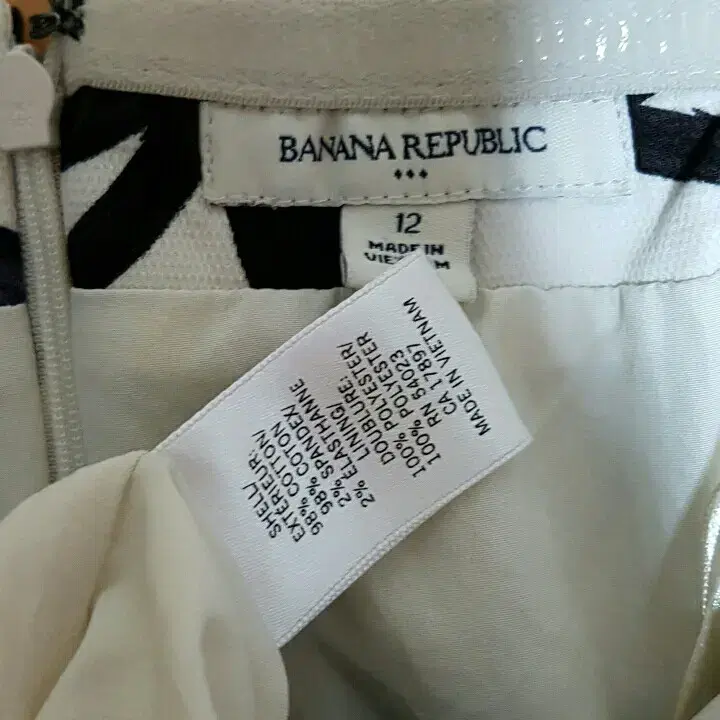 BANANA REPUBLIC
12
MADE IN
VIETNAM
SHELL/
EXTÉRIEUR:
98% COTTON/
98% COTON
2% SPANDEX/
2% ELASTHANNE
LINING/
DOUBLURE:
100% POLYESTER/
100% POLYESTER
RN 54023
CA 17897
MADE IN VIETNAM